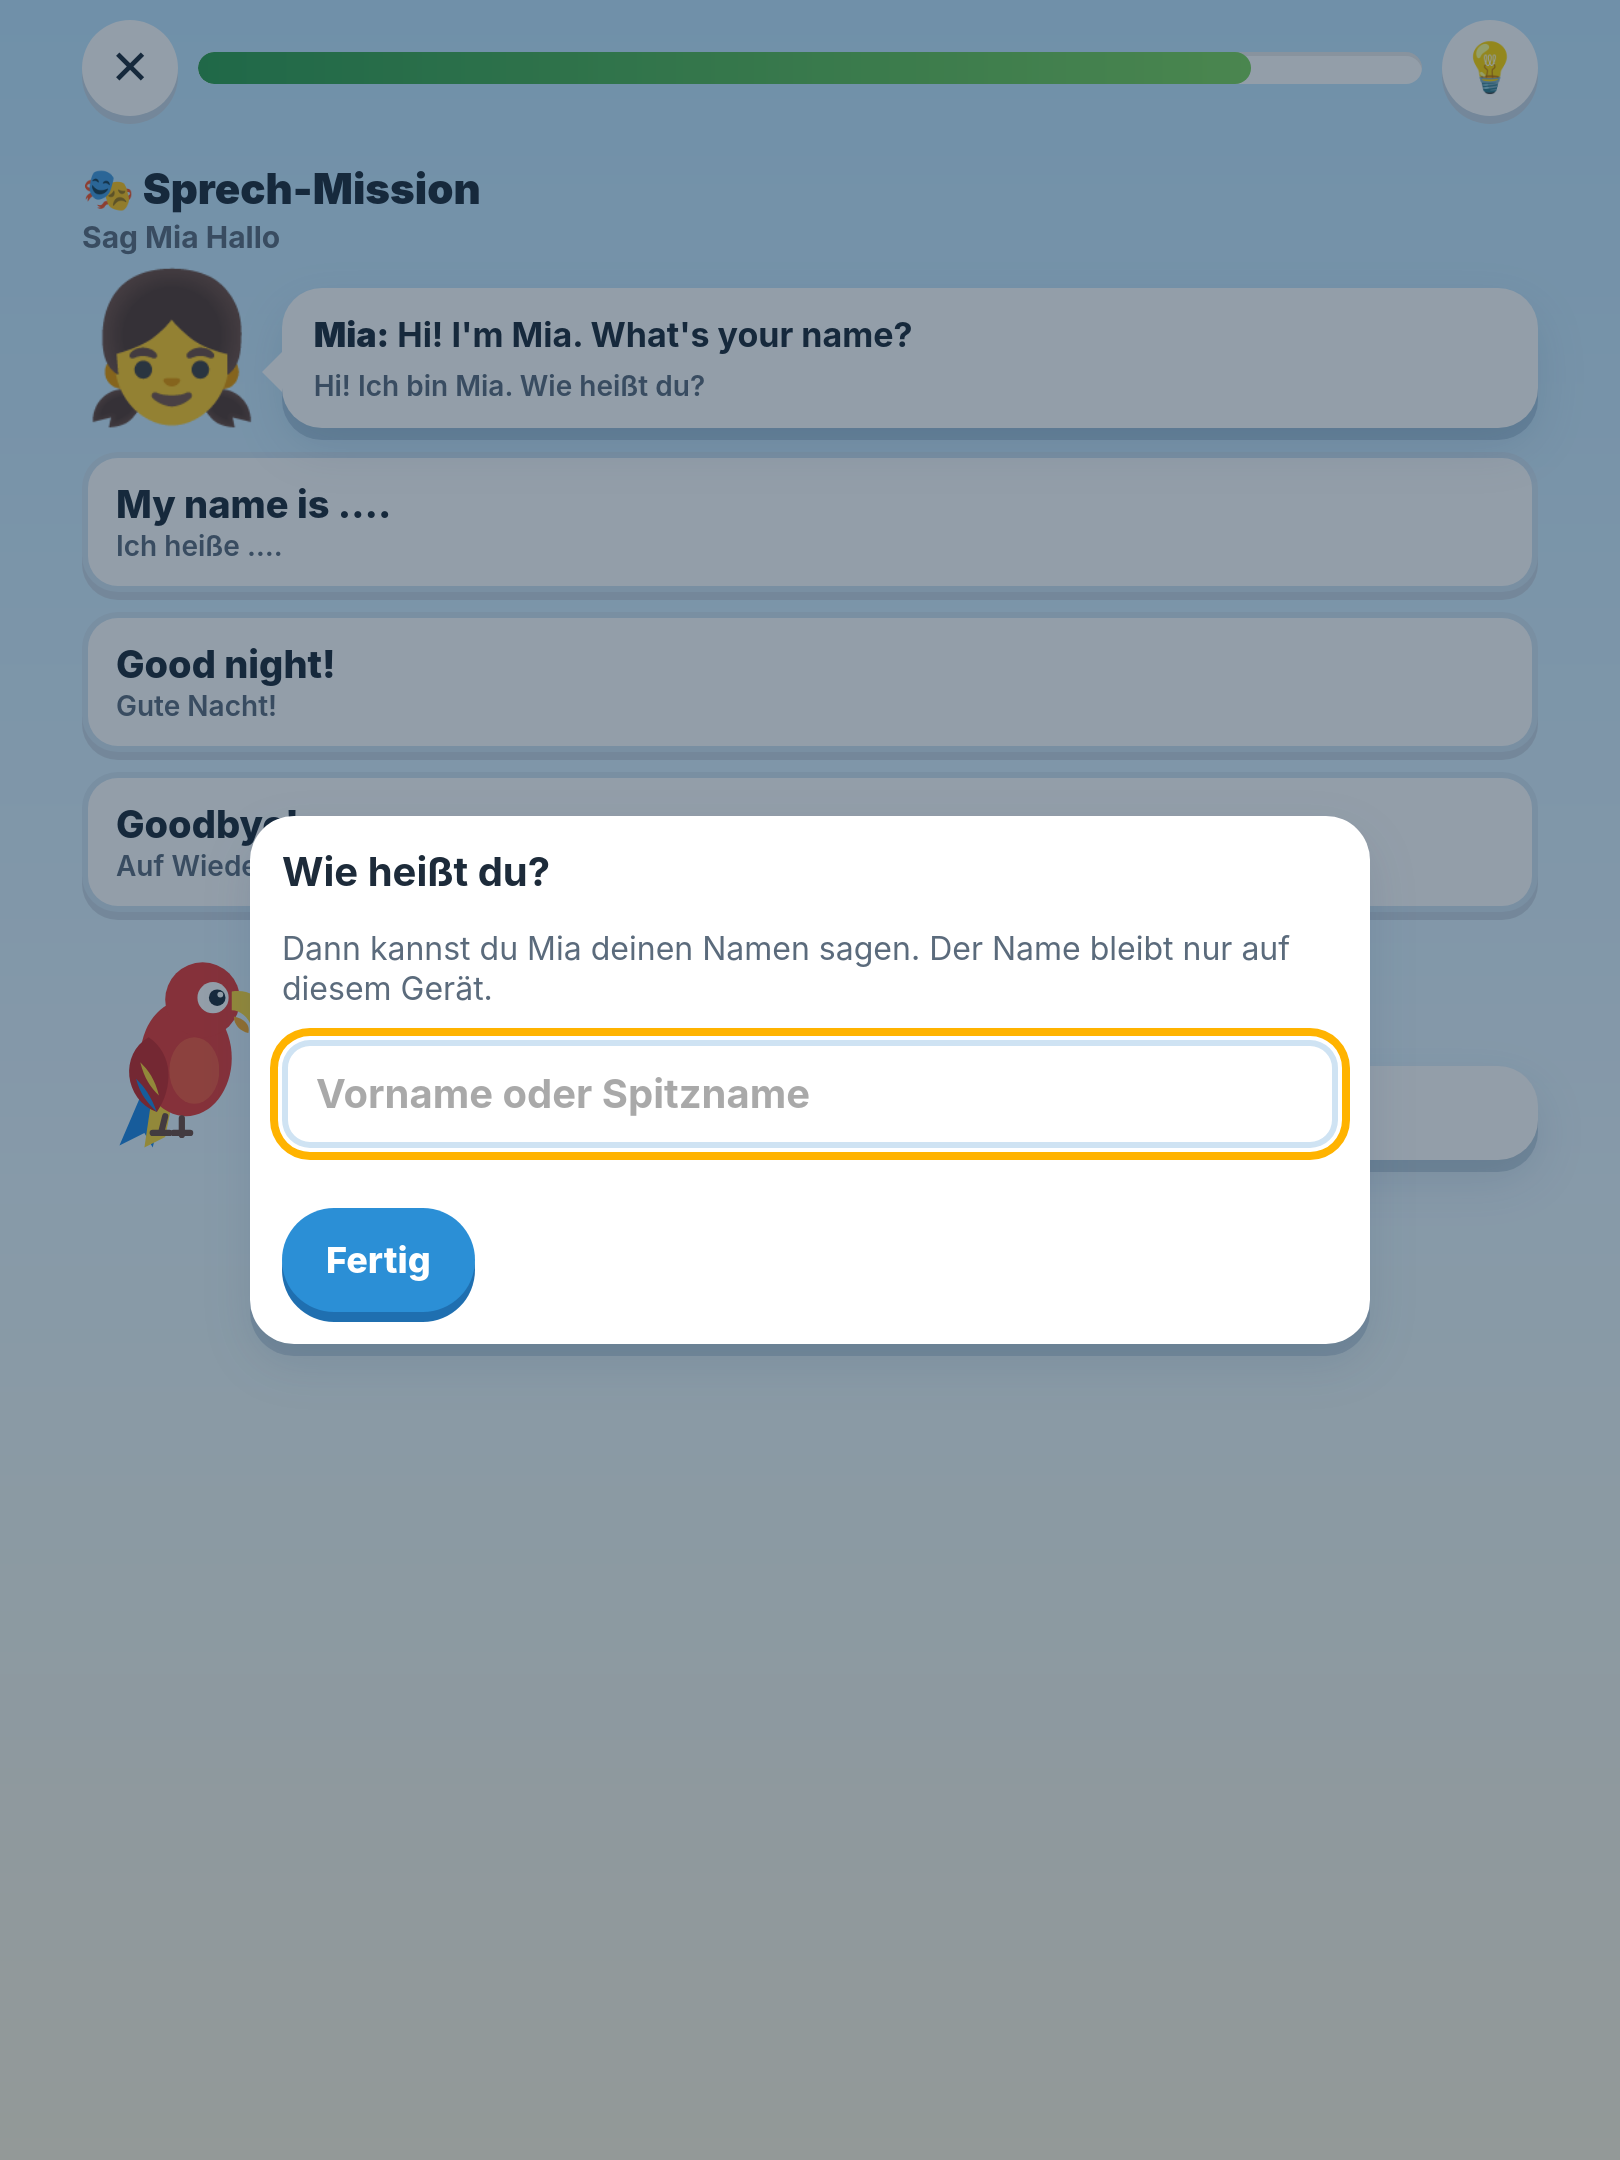 Sprech-Mission
Sag Mia Hallo
Mia: Hi! I'm Mia. What's your name?
Hi! Ich bin Mia. Wie heißt du?
My name is ....
Ich heiße ....
Good night!
Gute Nacht!
Goodbye!
Auf
Wie heißt du?
Dann kannst du Mia deinen Namen sagen. Der Name bleibt nur auf
diesem Gerät.
Vorname oder Spitzname
Fertig